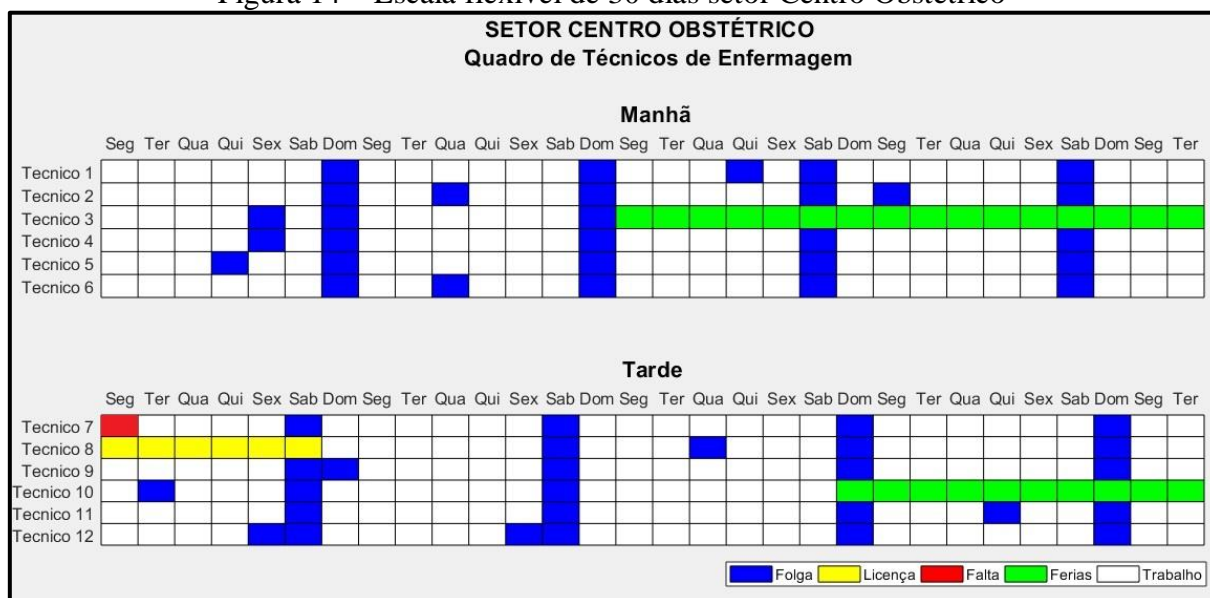 Figura 14 – Escala flexível de 30 dias setor Centro Obstétrico
SETOR CENTRO OBSTÉTRICO
Quadro de Técnicos de Enfermagem
Manhã
Seg Ter Qua Qui Sex Sab Dom Seg Ter Qua Qui Sex Sab Dom Seg Ter Qua Qui Sex Sab Dom Seg Ter Qua Qui Sex Sab Dom Seg Ter
Tecnico 1
Tecnico 2
Tecnico 3
Tecnico 4
Tecnico 5
Tecnico 6
Tarde
Seg Ter Qua Qui Sex Sab Dom Seg Ter Qua Qui Sex Sab Dom Seg Ter Qua Qui Sex Sab Dom Seg Ter Qua Qui Sex Sab Dom Seg Ter
Tecnico 7
Tecnico 8
Tecnico 9
Tecnico 10
Tecnico 11
Tecnico 12
Folga Licença Falta Ferias Trabalho